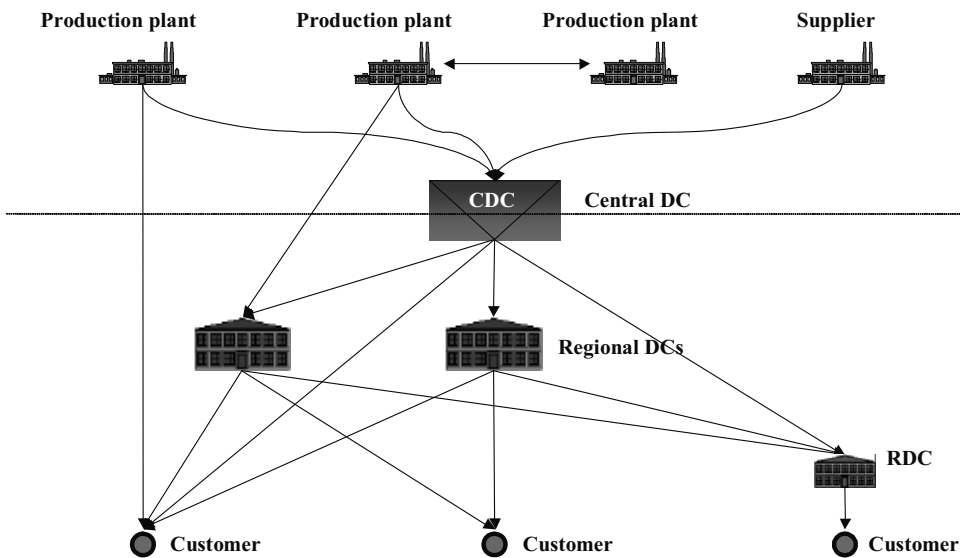 Production plant
Production plant
Production plant
Supplier
CDC
Central DC
Regional DCs
RDC
Customer
Customer
Customer